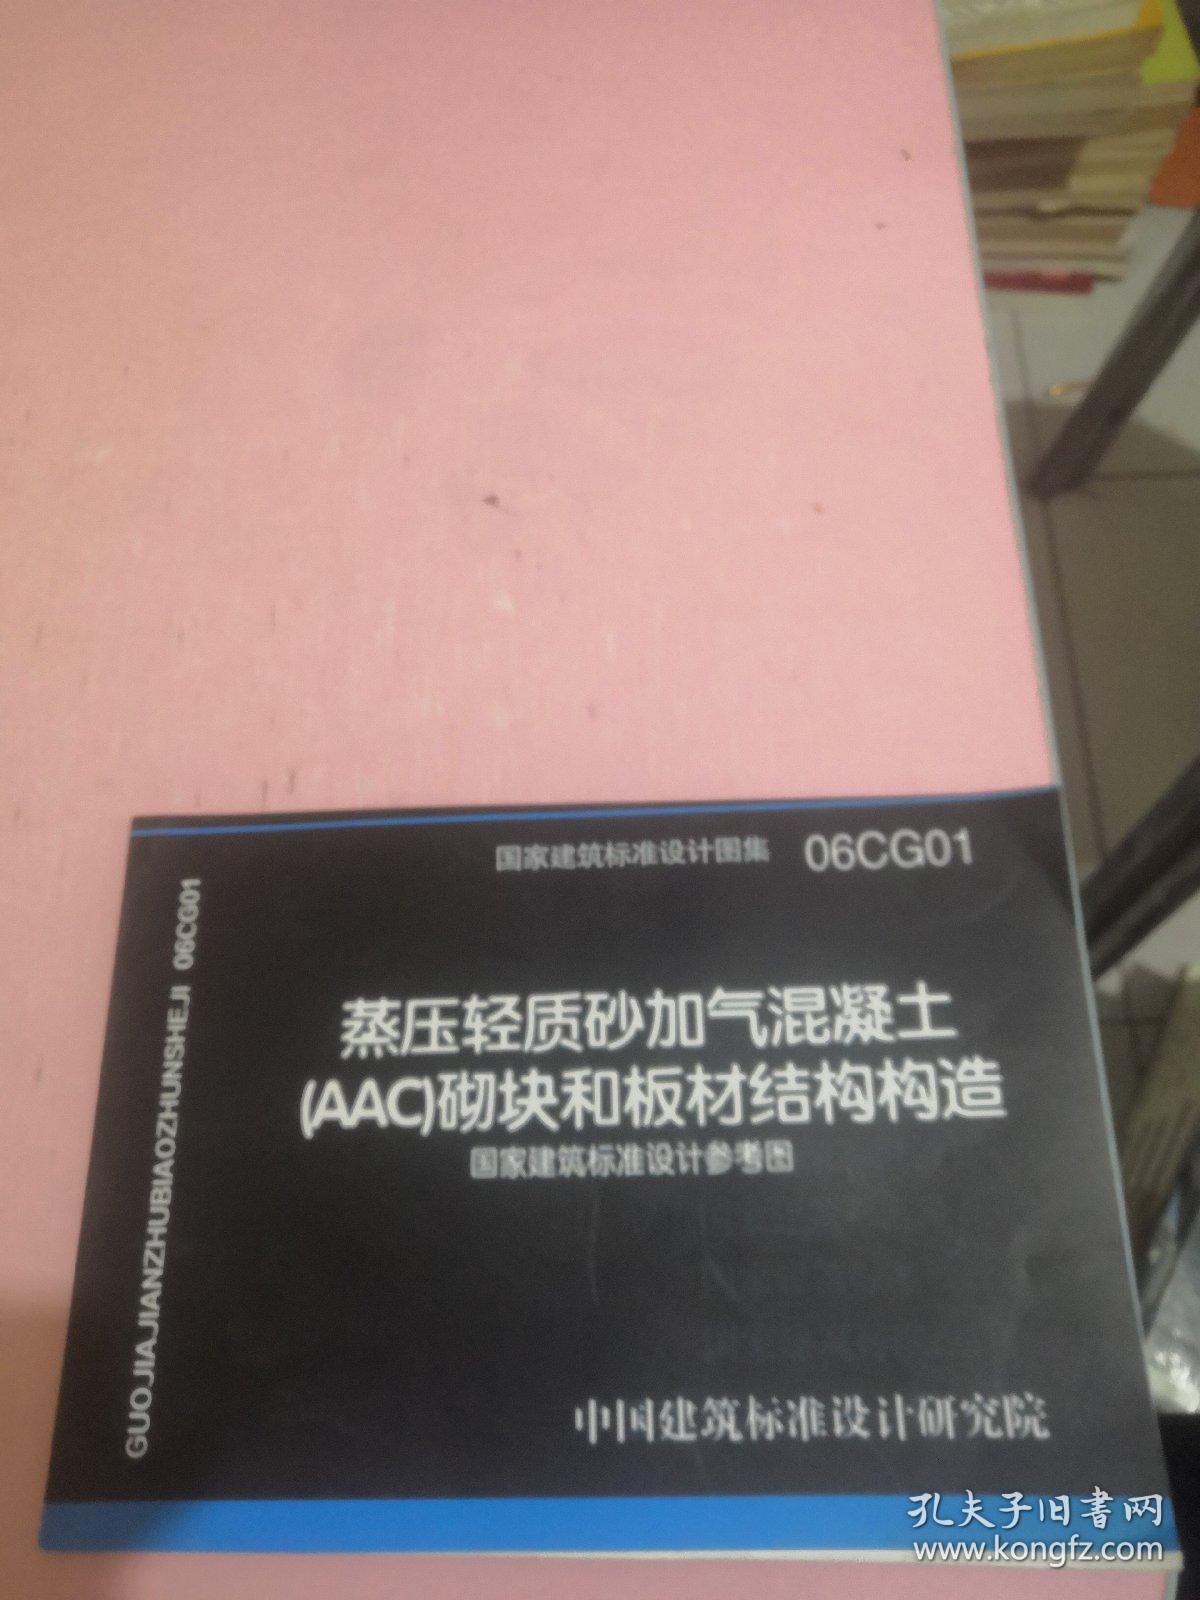 国家建筑标准设计图集 06CG01
蒸压轻质砂加气混凝土
(AAC)砌块和板材结构构造
国家建筑标准设计参考图
中国建筑标准设计研究院
GUOJIAJIANZHUBIAOZHUNSHEJI 06CG01
孔夫子旧书网
www.kongfz.com